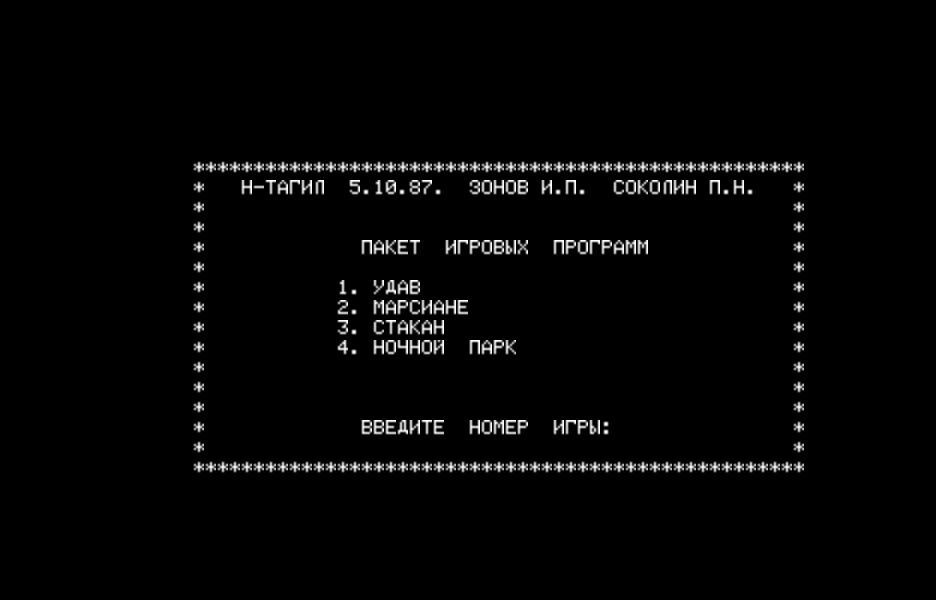 ***************************************************
* Н-ТАГИЛ 5.10.87. ЗОНОВ И.П. СОКОЛИН П.Н. *
* *
* *
* ПАКЕТ ИГРОВЫХ ПРОГРАММ *
* *
* 1. УДАВ *
* 2. МАРСИАНЕ *
* 3. СТАКАН *
* 4. НОЧНОЙ ПАРК *
* *
* *
* *
* ВВЕДИТЕ НОМЕР ИГРЫ: *
* *
***************************************************